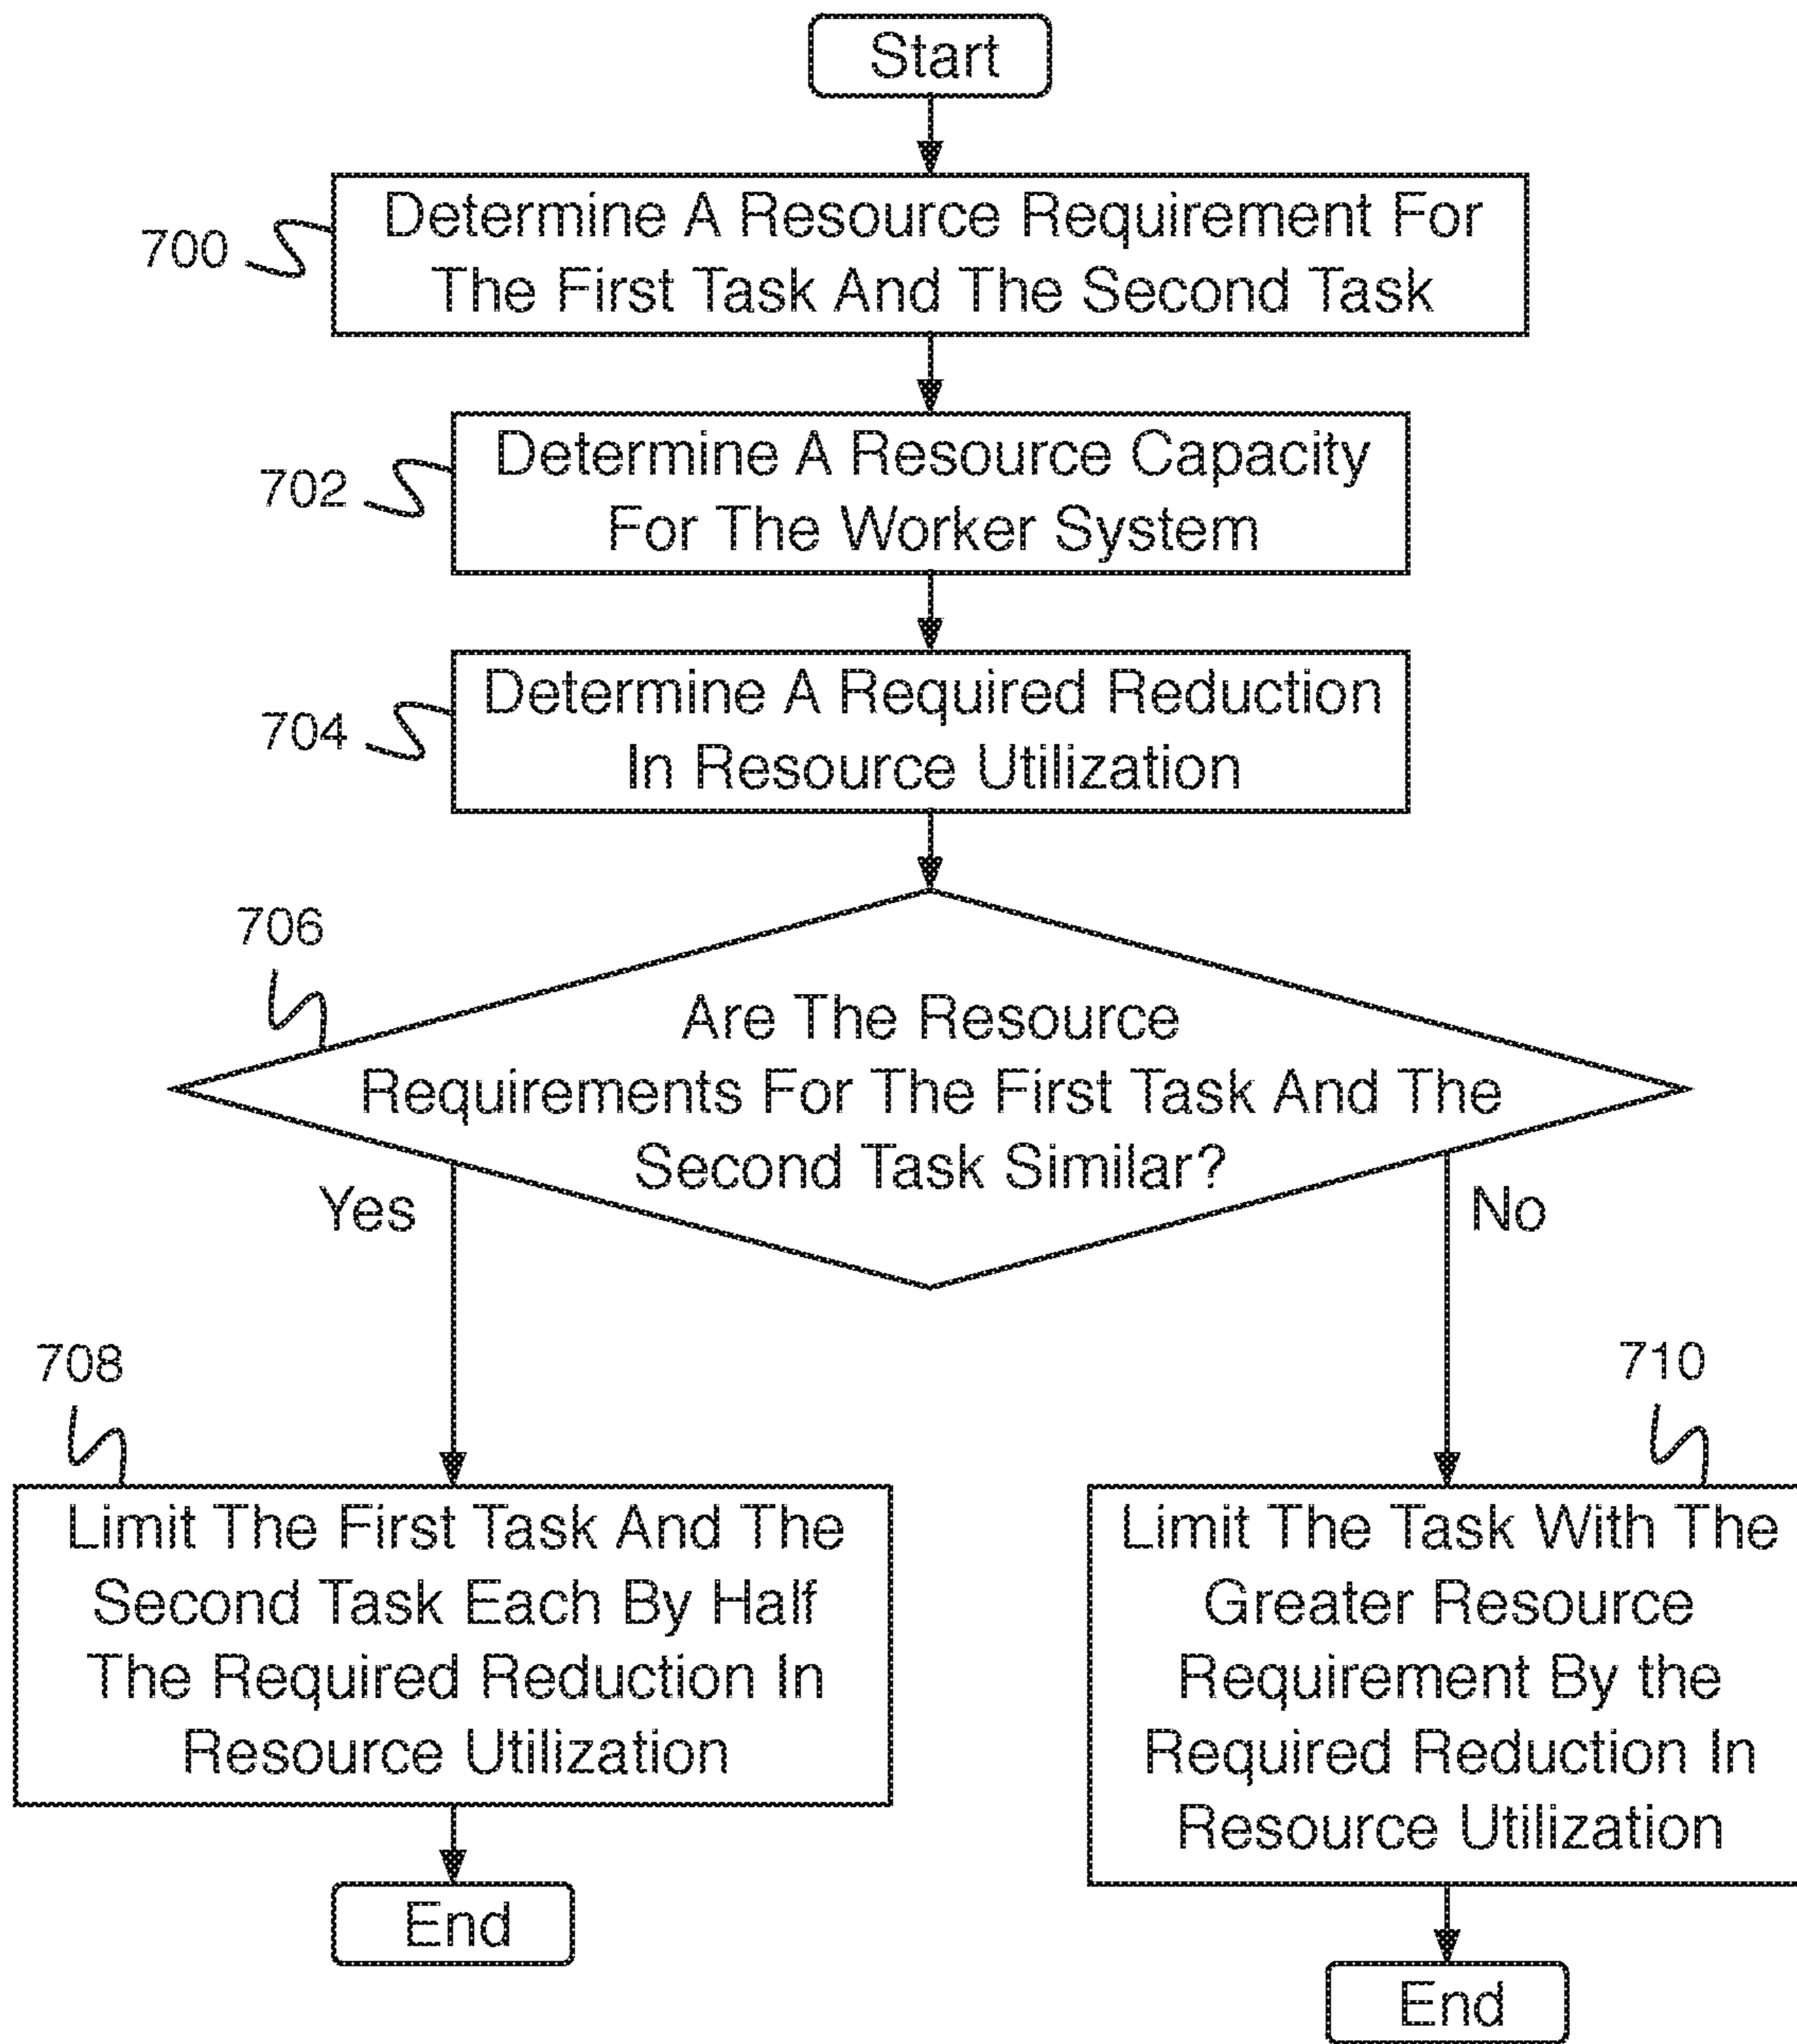 Start
700
Determine A Resource Requirement For
The First Task And The Second Task
702
Determine A Resource Capacity
For The Worker System
704
Determine A Required Reduction
In Resource Utilization
706
Are The Resource
Requirements For The First Task And The
Second Task Similar?
Yes
No
708
Limit The First Task And The
Second Task Each By Half
The Required Reduction In
Resource Utilization
End
710
Limit The Task With The
Greater Resource
Requirement By the
Required Reduction In
Resource Utilization
End